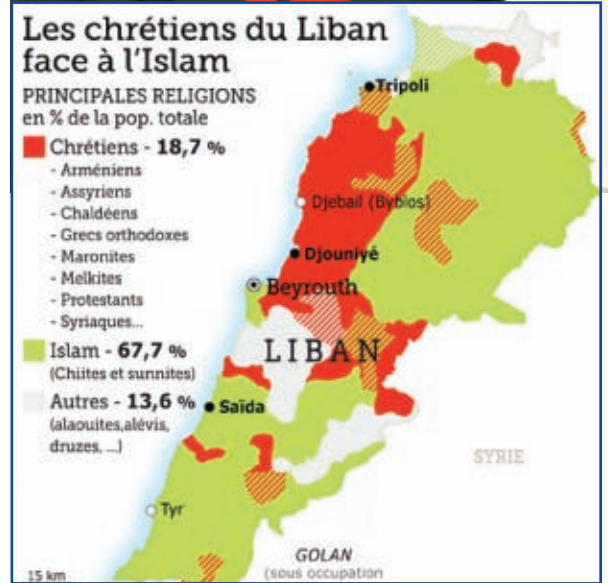 Les chrétiens du Liban
face à l'Islam
PRINCIPALES RELIGIONS
en % de la pop. totale
Chrétiens - 18,7 %
- Arméniens
- Assyriens
- Chaldéens
- Grecs orthodoxes
- Maronites
- Melkites
- Protestants
- Syriaques...
Islam - 67,7 %
(Chiites et sunnites)
Autres - 13,6 %
(alaouites,alévis,
druzes, ...)
Tripoli
Djebail (Byblos)
Djouniyé
Beyrouth
LIBAN
Saïda
SYRIE
Tyr
GOLAN
(sous occupation
15 km